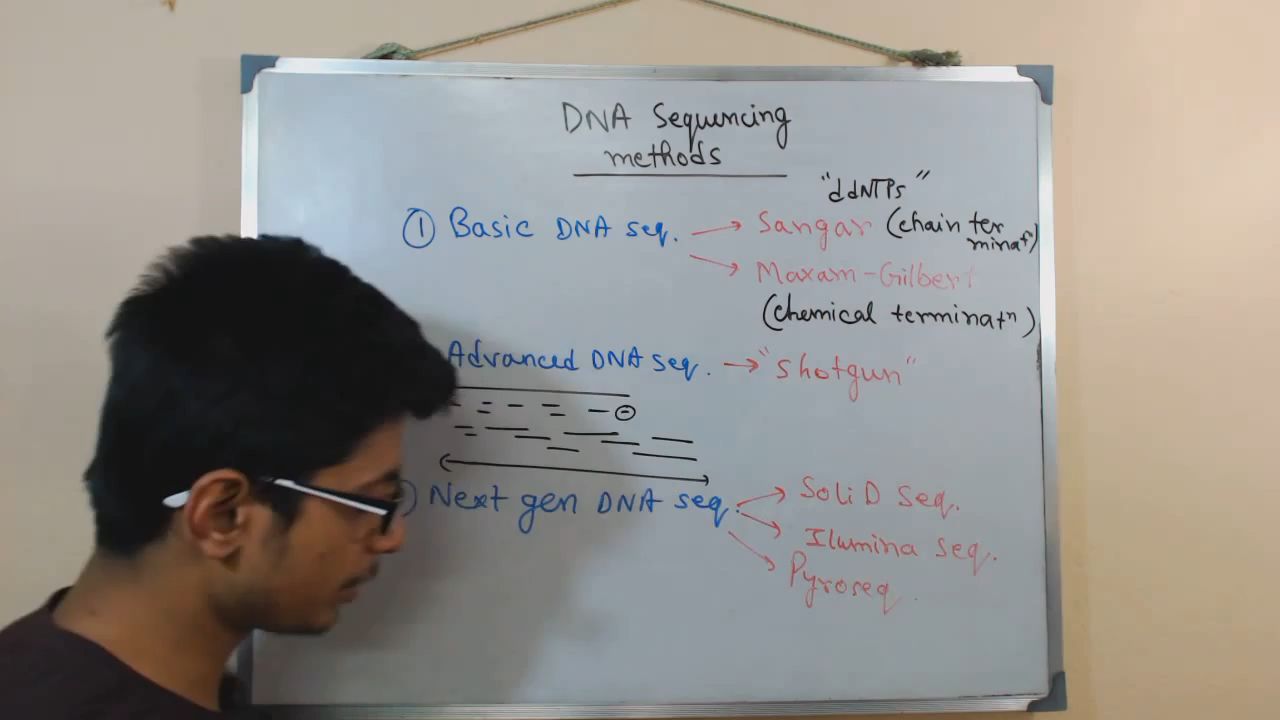 DNA Sequencing
methods
"ddNTPs"
① Basic DNA seq. → Sangar (chain ter
minatⁿ)
→ Maxam-Gilbert
(chemical terminatⁿ)
Advanced DNA seq. → "shotgun"
) Next gen DNA seq. → SoliD seq.
→ Ilumina seq.
→ Pyroseq.